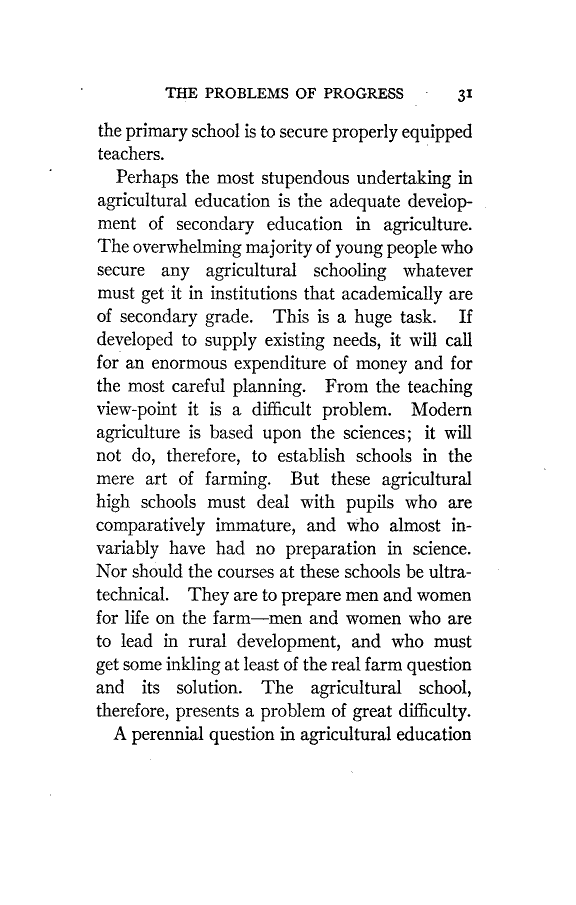 THE PROBLEMS OF PROGRESS 31
the primary school is to secure properly equipped
teachers.
Perhaps the most stupendous undertaking in
agricultural education is the adequate develop-
ment of secondary education in agriculture.
The overwhelming majority of young people who
secure any agricultural schooling whatever
must get it in institutions that academically are
of secondary grade. This is a huge task. If
developed to supply existing needs, it will call
for an enormous expenditure of money and for
the most careful planning. From the teaching
view-point it is a difficult problem. Modern
agriculture is based upon the sciences; it will
not do, therefore, to establish schools in the
mere art of farming. But these agricultural
high schools must deal with pupils who are
comparatively immature, and who almost in-
variably have had no preparation in science.
Nor should the courses at these schools be ultra-
technical. They are to prepare men and women
for life on the farm—men and women who are
to lead in rural development, and who must
get some inkling at least of the real farm question
and its solution. The agricultural school,
therefore, presents a problem of great difficulty.
A perennial question in agricultural education